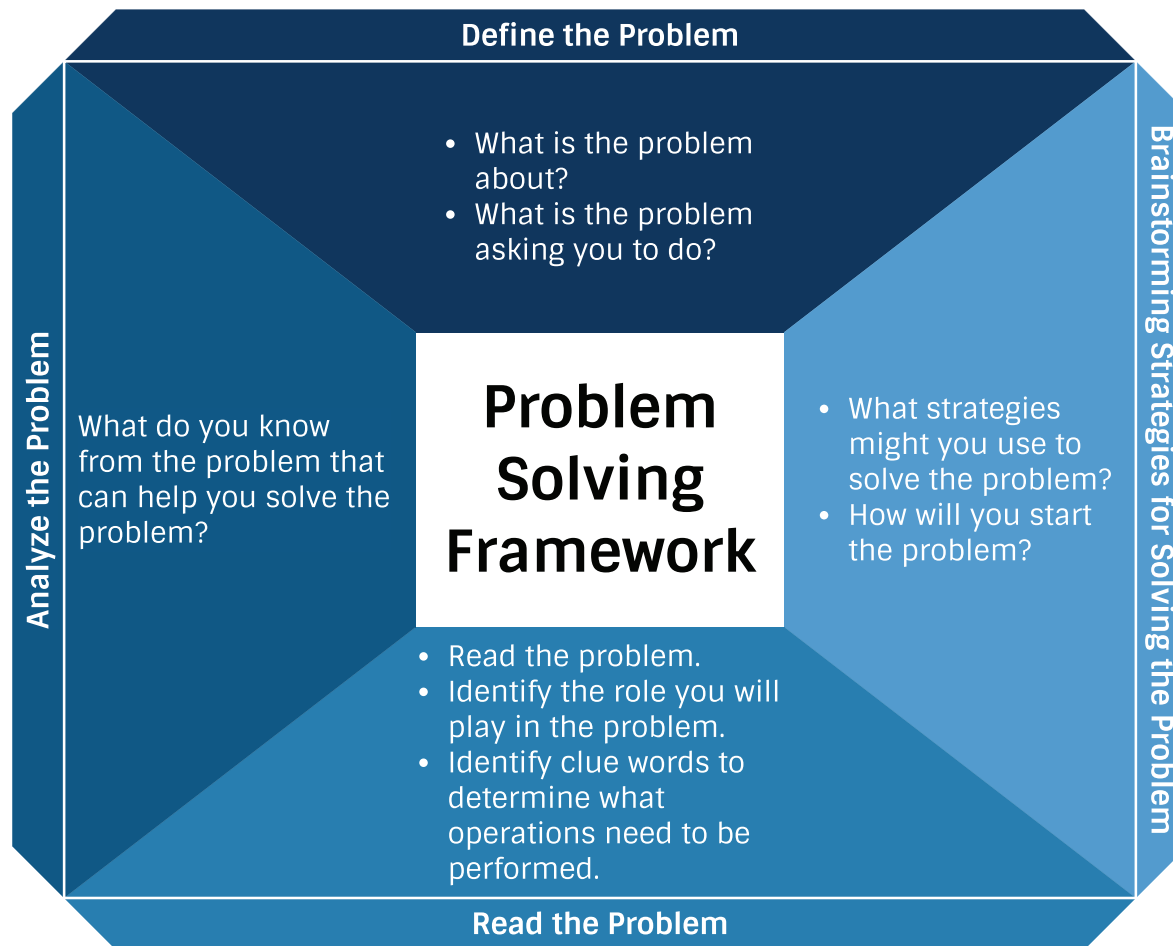 Define the Problem
• What is the problem
about?
• What is the problem
asking you to do?
Analyze the Problem
What do you know
from the problem that
can help you solve the
problem?
Problem
Solving
Framework
• What strategies
might you use to
solve the problem?
• How will you start
the problem?
Brainstorming Strategies for Solving the Problem
• Read the problem.
• Identify the role you will
play in the problem.
• Identify clue words to
determine what
operations need to be
performed.
Read the Problem